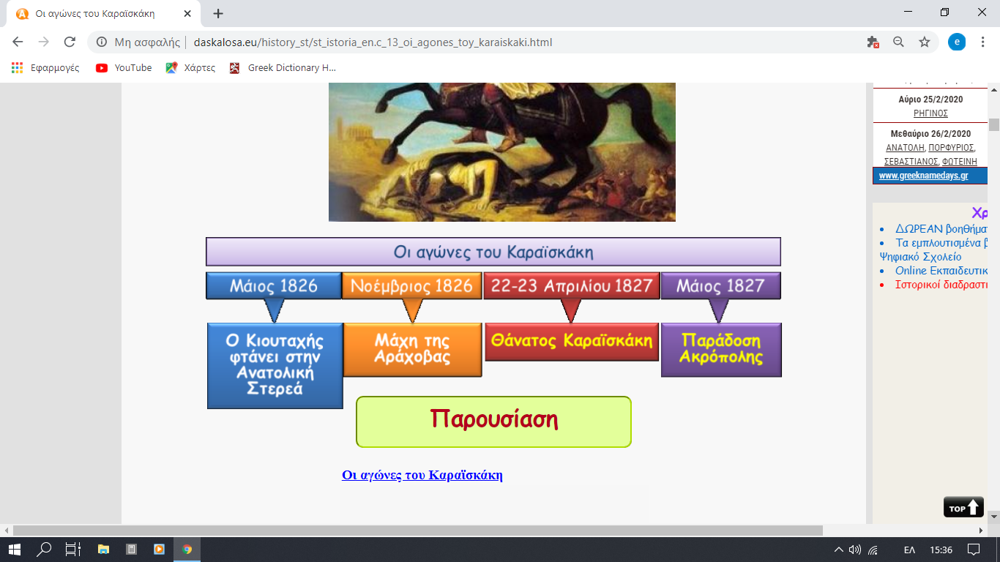 Οι αγώνες του Καραϊσκάκη
Μη ασφαλής
daskalosa.eu/history_st/st_istoria_en.c_13_oi_agones_toy_karaiskaki.html
e
Εφαρμογές
YouTube
Χάρτες
Greek Dictionary H...
Αύριο 25/2/2020
ΡΗΓΙΝΟΣ
Μεθαύριο 26/2/2020
ΑΝΑΤΟΛΗ, ΠΟΡΦΥΡΙΟΣ,
ΣΕΒΑΣΤΙΑΝΟΣ, ΦΩΤΕΙΝΗ
www.greeknamedays.gr
Χρ
ΔΩΡΕΑΝ βοηθήμα
Τα εμπλουτισμένα β
Ψηφιακό Σχολείο
Online Εκπαιδευτικ
Ιστορικοί διαδραστι
Οι αγώνες του Καραϊσκάκη
Μάιος 1826
Νοέμβριος 1826
22-23 Απριλίου 1827
Μάιος 1827
Ο Κιουταχής
φτάνει στην
Ανατολική
Στερεά
Μάχη της
Αράχοβας
Θάνατος Καραϊσκάκη
Παράδοση
Ακρόπολης
Παρουσίαση
Οι αγώνες του Καραϊσκάκη
TOP
ΕΛ
15:36